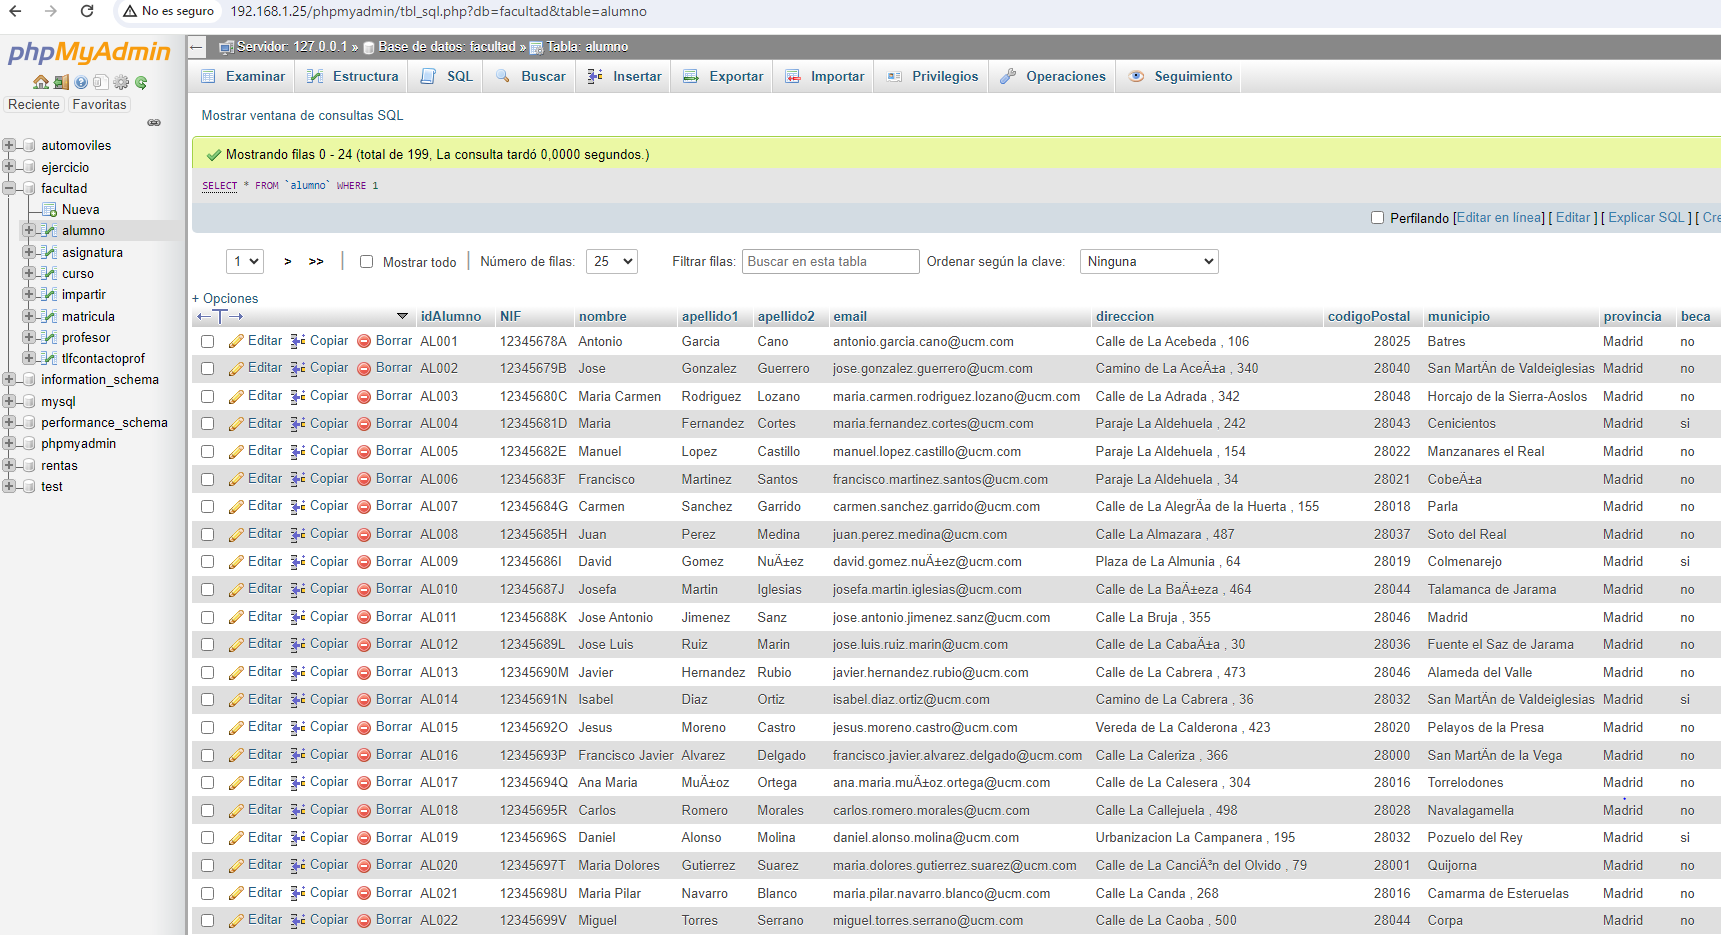 No es seguro 192.168.1.25/phpmyadmin/tbl_sql.php?db=facultad&table=alumno
phpMyAdmin
Reciente Favoritas
automoviles
ejercicio
facultad
Nueva
alumno
asignatura
curso
impartir
matricula
profesor
tlfcontactoprof
information_schema
mysql
performance_schema
phpmyadmin
rentas
test
Servidor: 127.0.0.1 » Base de datos: facultad » Tabla: alumno
Examinar Estructura SQL Buscar Insertar Exportar Importar Privilegios Operaciones Seguimiento
Mostrar ventana de consultas SQL
Mostrando filas 0 - 24 (total de 199, La consulta tardó 0,0000 segundos.)
SELECT * FROM `alumno` WHERE 1
Perfilando [Editar en línea] [ Editar ] [ Explicar SQL ] [ Cre
1 > >> | Mostrar todo | Número de filas: 25 Filtrar filas: Buscar en esta tabla Ordenar según la clave: Ninguna
+ Opciones
←T→ idAlumno NIF nombre apellido1 apellido2 email direccion codigoPostal municipio provincia beca
Editar Copiar Borrar AL001 12345678A Antonio Garcia Cano antonio.garcia.cano@ucm.com Calle de La Acebeda , 106 28025 Batres Madrid no
Editar Copiar Borrar AL002 12345679B Jose Gonzalez Guerrero jose.gonzalez.guerrero@ucm.com Camino de La AceÃ±a , 340 28040 San MartÃn de Valdeiglesias Madrid no
Editar Copiar Borrar AL003 12345680C Maria Carmen Rodriguez Lozano maria.carmen.rodriguez.lozano@ucm.com Calle de La Adrada , 342 28048 Horcajo de la Sierra-Aoslos Madrid no
Editar Copiar Borrar AL004 12345681D Maria Fernandez Cortes maria.fernandez.cortes@ucm.com Paraje La Aldehuela , 242 28043 Cenicientos Madrid si
Editar Copiar Borrar AL005 12345682E Manuel Lopez Castillo manuel.lopez.castillo@ucm.com Paraje La Aldehuela , 154 28022 Manzanares el Real Madrid no
Editar Copiar Borrar AL006 12345683F Francisco Martinez Santos francisco.martinez.santos@ucm.com Paraje La Aldehuela , 34 28021 CobeÃ±a Madrid no
Editar Copiar Borrar AL007 12345684G Carmen Sanchez Garrido carmen.sanchez.garrido@ucm.com Calle de La AlegrÃa de la Huerta , 155 28018 Parla Madrid no
Editar Copiar Borrar AL008 12345685H Juan Perez Medina juan.perez.medina@ucm.com Calle La Almazara , 487 28037 Soto del Real Madrid no
Editar Copiar Borrar AL009 12345686I David Gomez NuÃ±ez david.gomez.nuÃ±ez@ucm.com Plaza de La Almunia , 64 28019 Colmenarejo Madrid si
Editar Copiar Borrar AL010 12345687J Josefa Martin Iglesias josefa.martin.iglesias@ucm.com Calle de La BaÃ±eza , 464 28044 Talamanca de Jarama Madrid no
Editar Copiar Borrar AL011 12345688K Jose Antonio Jimenez Sanz jose.antonio.jimenez.sanz@ucm.com Calle La Bruja , 355 28046 Madrid Madrid no
Editar Copiar Borrar AL012 12345689L Jose Luis Ruiz Marin jose.luis.ruiz.marin@ucm.com Calle de La CabaÃ±a , 30 28036 Fuente el Saz de Jarama Madrid no
Editar Copiar Borrar AL013 12345690M Javier Hernandez Rubio javier.hernandez.rubio@ucm.com Calle de La Cabrera , 473 28046 Alameda del Valle Madrid no
Editar Copiar Borrar AL014 12345691N Isabel Diaz Ortiz isabel.diaz.ortiz@ucm.com Camino de La Cabrera , 36 28032 San MartÃn de Valdeiglesias Madrid si
Editar Copiar Borrar AL015 12345692O Jesus Moreno Castro jesus.moreno.castro@ucm.com Vereda de La Calderona , 423 28020 Pelayos de la Presa Madrid no
Editar Copiar Borrar AL016 12345693P Francisco Javier Alvarez Delgado francisco.javier.alvarez.delgado@ucm.com Calle La Caleriza , 366 28000 San MartÃn de la Vega Madrid no
Editar Copiar Borrar AL017 12345694Q Ana Maria MuÃ±oz Ortega ana.maria.muÃ±oz.ortega@ucm.com Calle de La Calesera , 304 28016 Torrelodones Madrid no
Editar Copiar Borrar AL018 12345695R Carlos Romero Morales carlos.romero.morales@ucm.com Calle La Callejuela , 498 28028 Navalagamella Madrid no
Editar Copiar Borrar AL019 12345696S Daniel Alonso Molina daniel.alonso.molina@ucm.com Urbanizacion La Campanera , 195 28032 Pozuelo del Rey Madrid si
Editar Copiar Borrar AL020 12345697T Maria Dolores Gutierrez Suarez maria.dolores.gutierrez.suarez@ucm.com Calle de La CanciÃ³n del Olvido , 79 28001 Quijorna Madrid no
Editar Copiar Borrar AL021 12345698U Maria Pilar Navarro Blanco maria.pilar.navarro.blanco@ucm.com Calle La Canda , 268 28016 Camarma de Esteruelas Madrid no
Editar Copiar Borrar AL022 12345699V Miguel Torres Serrano miguel.torres.serrano@ucm.com Calle de La Caoba , 500 28044 Corpa Madrid no